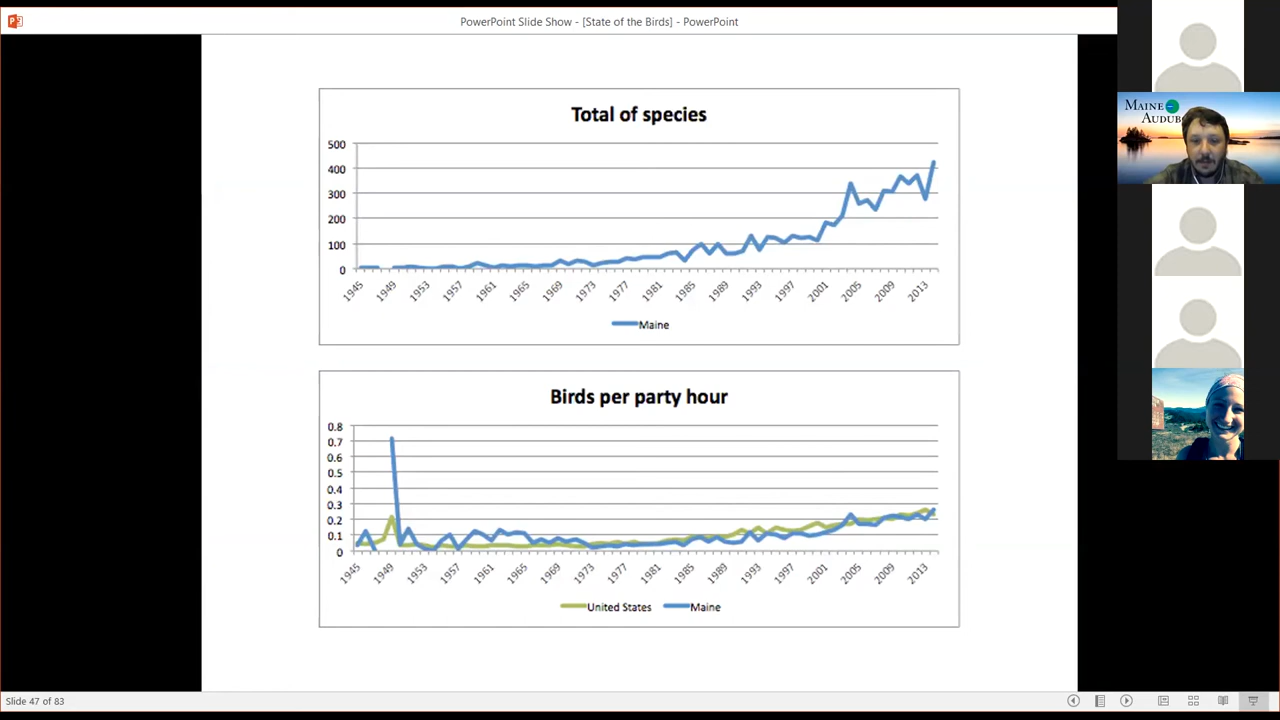 PowerPoint Slide Show - [State of the Birds] - PowerPoint
Total of species
500
400
300
200
100
0
1945 1949 1953 1957 1961 1965 1969 1973 1977 1981 1985 1989 1993 1997 2001 2005 2009 2013
Maine
Birds per party hour
0.8
0.7
0.6
0.5
0.4
0.3
0.2
0.1
0
1945 1949 1953 1957 1961 1965 1969 1973 1977 1981 1985 1989 1993 1997 2001 2005 2009 2013
United States Maine
MAINE
AUDUB
Slide 47 of 83